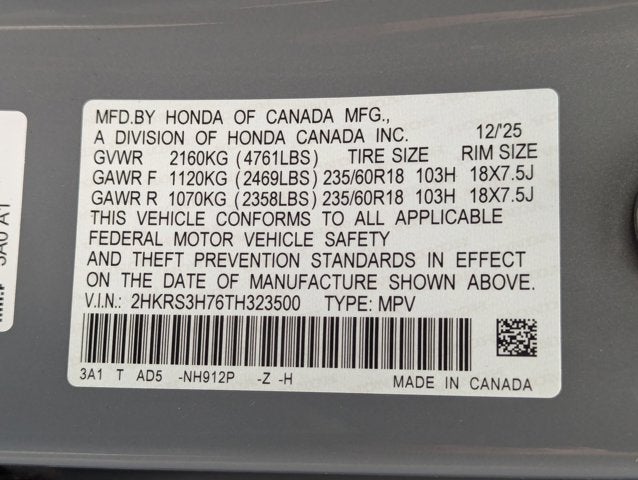 MFD.BY HONDA OF CANADA MFG.,
A DIVISION OF HONDA CANADA INC. 12/'25
GVWR 2160KG (4761LBS) TIRE SIZE RIM SIZE
GAWR F 1120KG (2469LBS) 235/60R18 103H 18X7.5J
GAWR R 1070KG (2358LBS) 235/60R18 103H 18X7.5J
THIS VEHICLE CONFORMS TO ALL APPLICABLE
FEDERAL MOTOR VEHICLE SAFETY
AND THEFT PREVENTION STANDARDS IN EFFECT
ON THE DATE OF MANUFACTURE SHOWN ABOVE.
V.I.N.: 2HKRS3H76TH323500 TYPE: MPV
3A1 T AD5 -NH912P -Z -H MADE IN CANADA